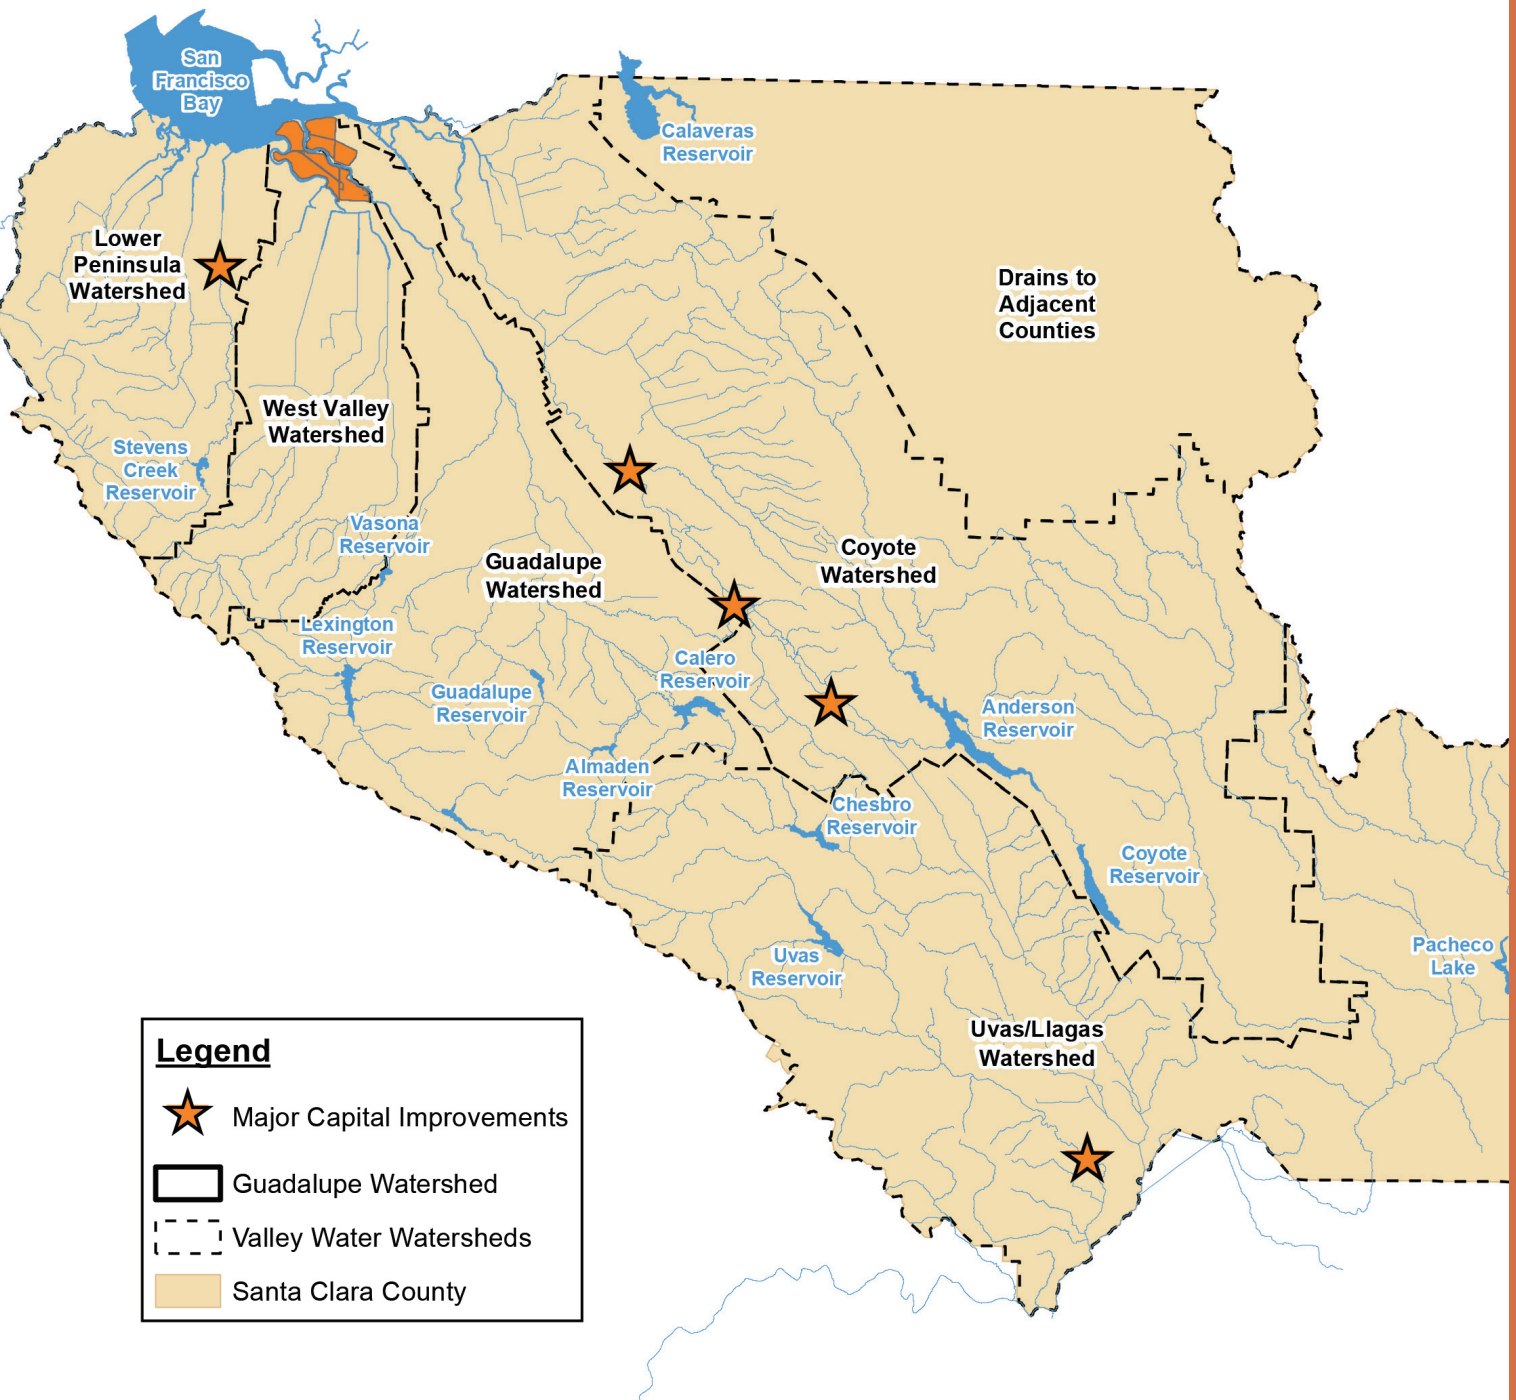 San
Francisco
Bay
Calaveras
Reservoir
Lower
Peninsula
Watershed
Drains to
Adjacent
Counties
West Valley
Watershed
Stevens
Creek
Reservoir
Vasona
Reservoir
Guadalupe
Watershed
Coyote
Watershed
Lexington
Reservoir
Calero
Reservoir
Guadalupe
Reservoir
Anderson
Reservoir
Almaden
Reservoir
Chesbro
Reservoir
Coyote
Reservoir
Uvas
Reservoir
Pacheco
Lake
Uvas/Llagas
Watershed
Legend
Major Capital Improvements
Guadalupe Watershed
Valley Water Watersheds
Santa Clara County